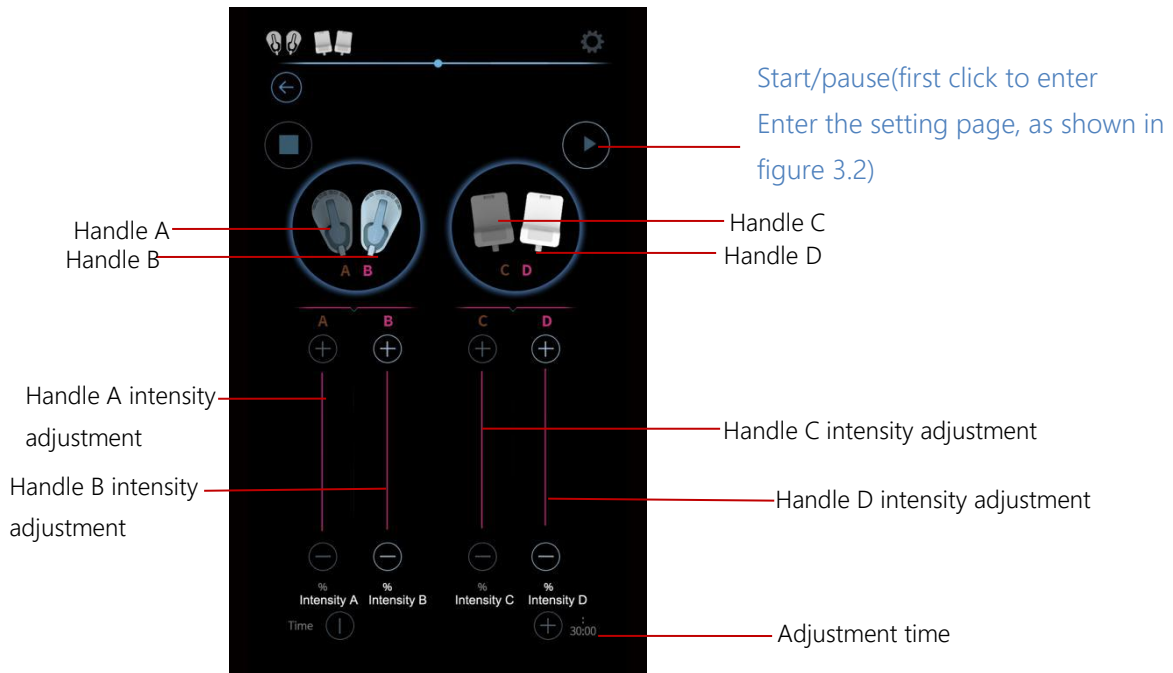 Start/pause(first click to enter
Enter the setting page, as shown in
figure 3.2)
Handle A
Handle B
Handle C
Handle D
A B
C D
A B C D
Handle A intensity
adjustment
Handle B intensity
adjustment
Handle C intensity adjustment
Handle D intensity adjustment
% % % %
Intensity A Intensity B Intensity C Intensity D
Time
30:00
Adjustment time